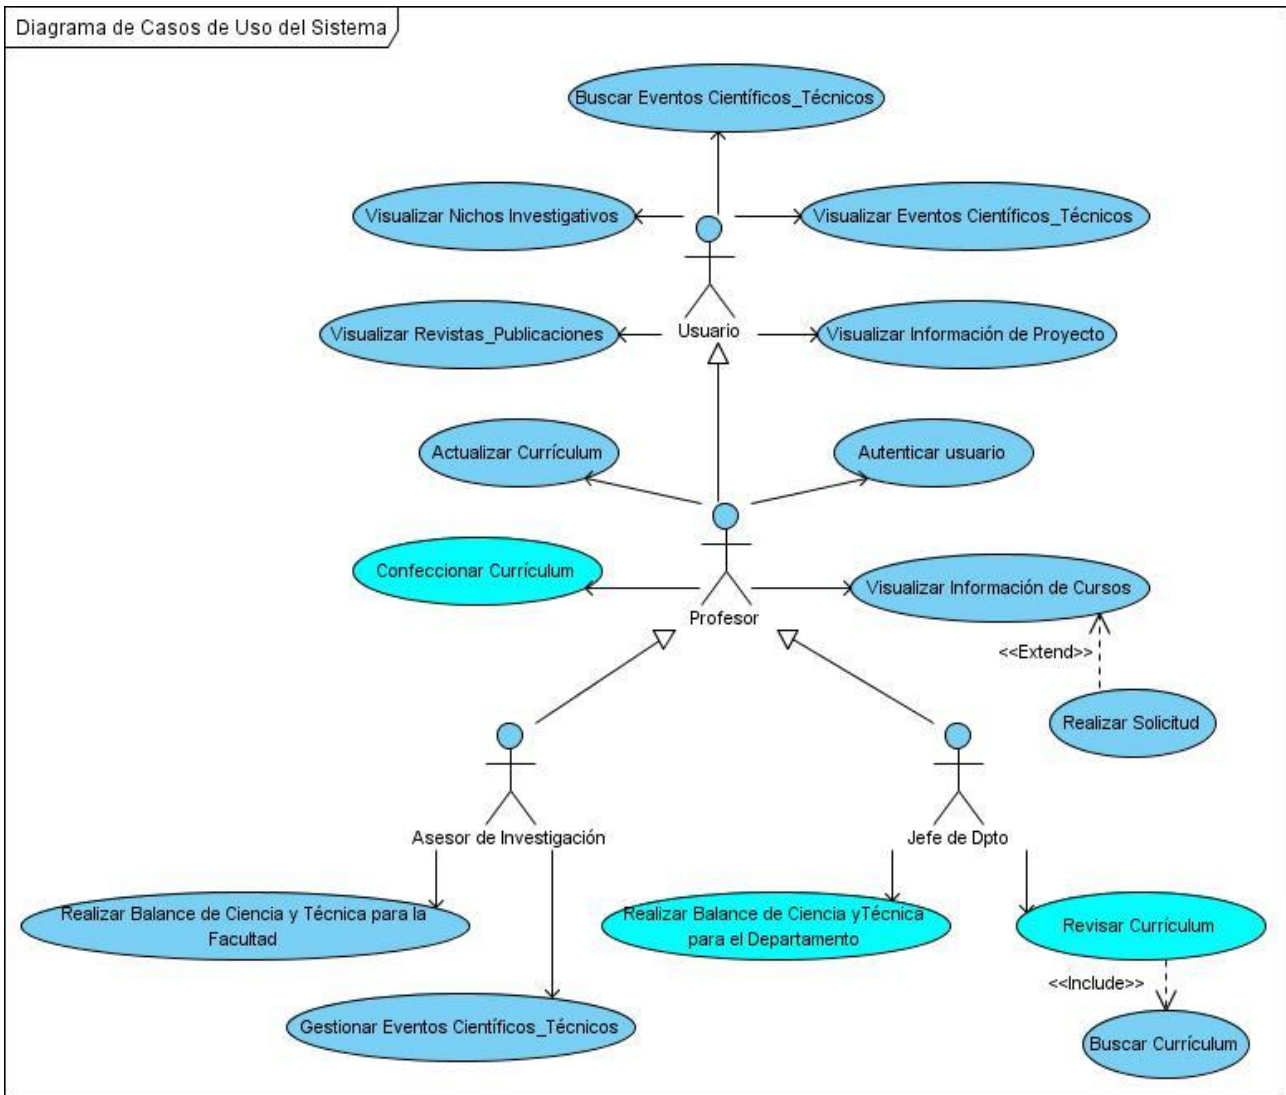 Diagrama de Casos de Uso del Sistema
Buscar Eventos Científicos_Técnicos
Visualizar Nichos Investigativos
Visualizar Eventos Científicos_Técnicos
Visualizar Revistas_Publicaciones
Usuario
Visualizar Información de Proyecto
Actualizar Currículum
Autenticar usuario
Confeccionar Currículum
Visualizar Información de Cursos
Profesor
<<Extend>>
Realizar Solicitud
Asesor de Investigación
Jefe de Dpto
Realizar Balance de Ciencia y Técnica para la
Facultad
Realizar Balance de Ciencia yTécnica
para el Departamento
Revisar Currículum
<<Include>>
Gestionar Eventos Científicos_Técnicos
Buscar Currículum